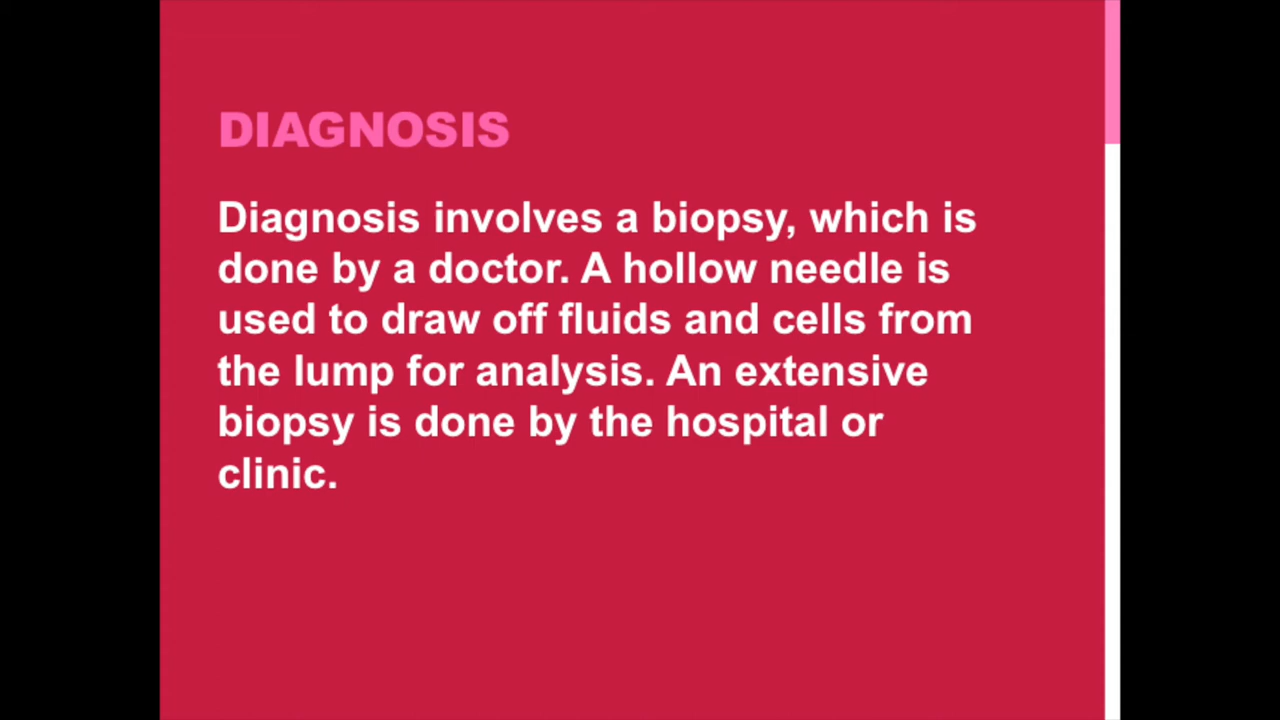 DIAGNOSIS
Diagnosis involves a biopsy, which is
done by a doctor. A hollow needle is
used to draw off fluids and cells from
the lump for analysis. An extensive
biopsy is done by the hospital or
clinic.